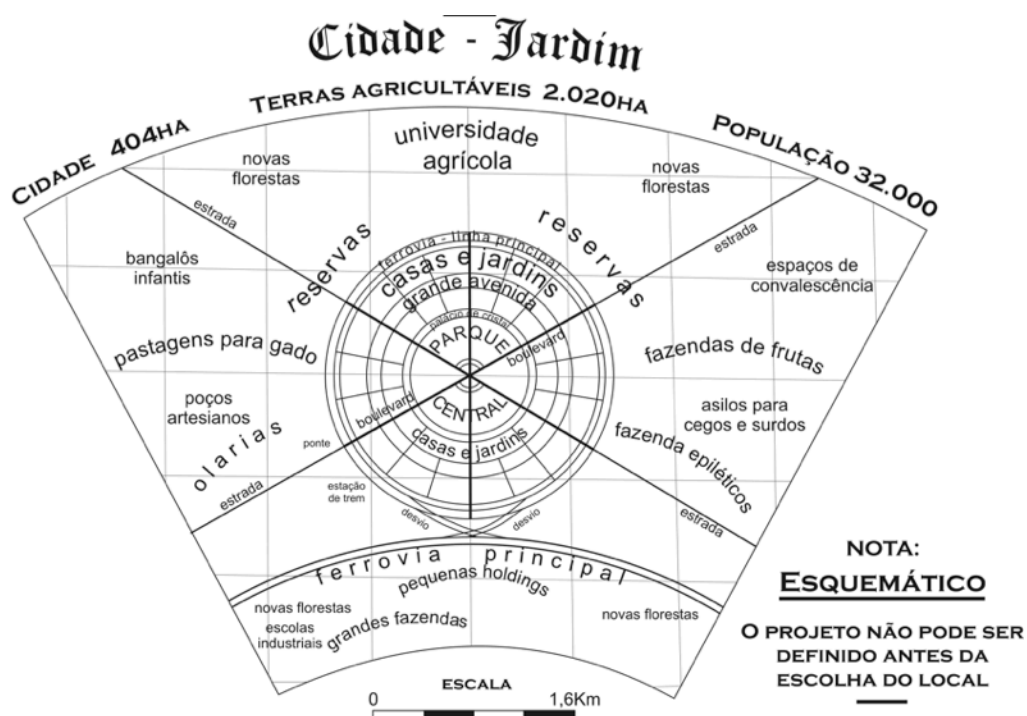 Cidade - Jardim
TERRAS AGRICULTÁVEIS 2.020HA
CIDADE 404HA
POPULAÇÃO 32.000
universidade
agrícola
novas
florestas
novas
florestas
estrada
estrada
reservas
reservas
bangalôs
infantis
espaços de
convalescência
ferrovia - linha principal
casas e jardins
grande avenida
palácio de cristal
PARQUE
boulevard
pastagens para gado
fazendas de frutas
poços
artesianos
boulevard
CENTRAL
asilos para
cegos e surdos
olarias
ponte
casas e jardins
fazenda epiléticos
estrada
estação
de trem
desvio
desvio
estrada
ferrovia principal
pequenas holdings
novas florestas
escolas
industriais
grandes fazendas
novas florestas
NOTA:
ESQUEMÁTICO
O PROJETO NÃO PODE SER
DEFINIDO ANTES DA
ESCOLHA DO LOCAL
ESCALA
0 1,6Km